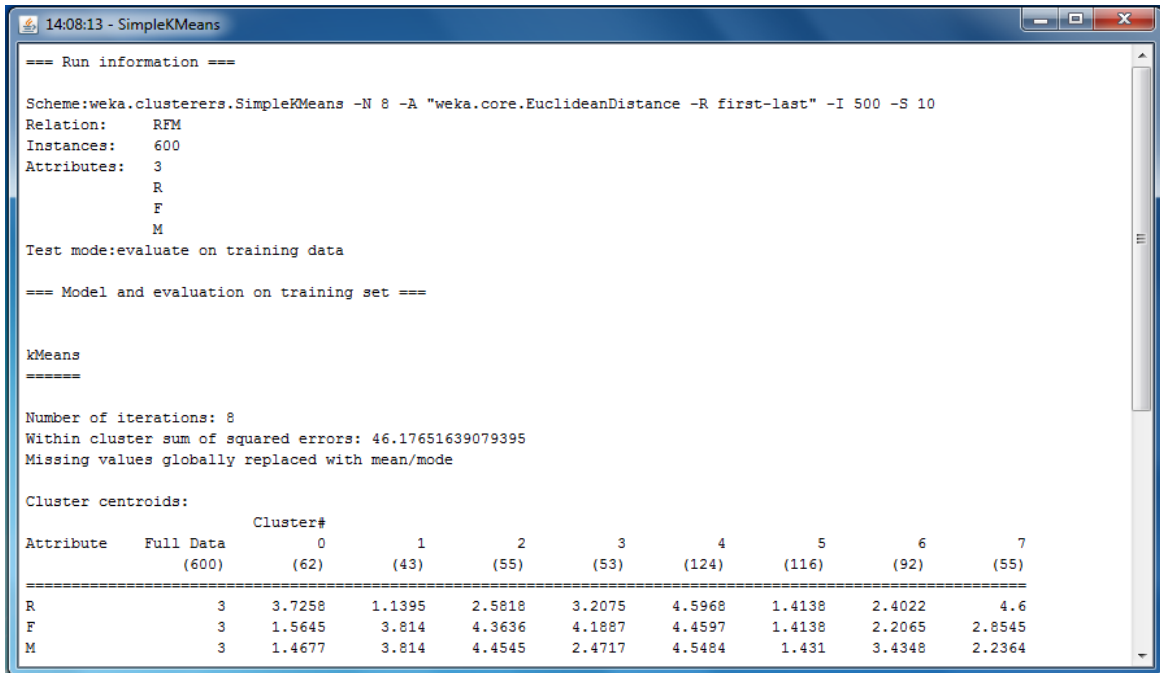 14:08:13 - SimpleKMeans
=== Run information ===
Scheme:weka.clusterers.SimpleKMeans -N 8 -A "weka.core.EuclideanDistance -R first-last" -I 500 -S 10
Relation: RFM
Instances: 600
Attributes: 3
R
F
M
Test mode:evaluate on training data
=== Model and evaluation on training set ===
kMeans
======
Number of iterations: 8
Within cluster sum of squared errors: 46.17651639079395
Missing values globally replaced with mean/mode
Cluster centroids:
Cluster#
Attribute Full Data 0 1 2 3 4 5 6 7
(600) (62) (43) (55) (53) (124) (116) (92) (55)
==============================================================================================================
R 3 3.7258 1.1395 2.5818 3.2075 4.5968 1.4138 2.4022 4.6
F 3 1.5645 3.814 4.3636 4.1887 4.4597 1.4138 2.2065 2.8545
M 3 1.4677 3.814 4.4545 2.4717 4.5484 1.431 3.4348 2.2364